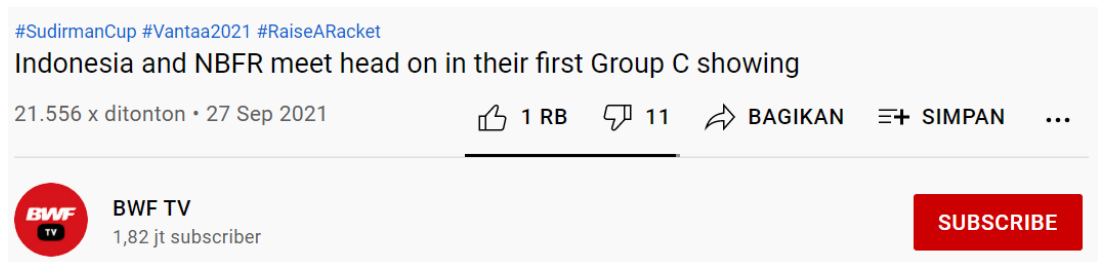 #SudirmanCup #Vantaa2021 #RaiseARacket
Indonesia and NBFR meet head on in their first Group C showing
21.556 x ditonton • 27 Sep 2021 1 RB 11 BAGIKAN SIMPAN ...
BWF TV
BWF TV
1,82 jt subscriber
SUBSCRIBE